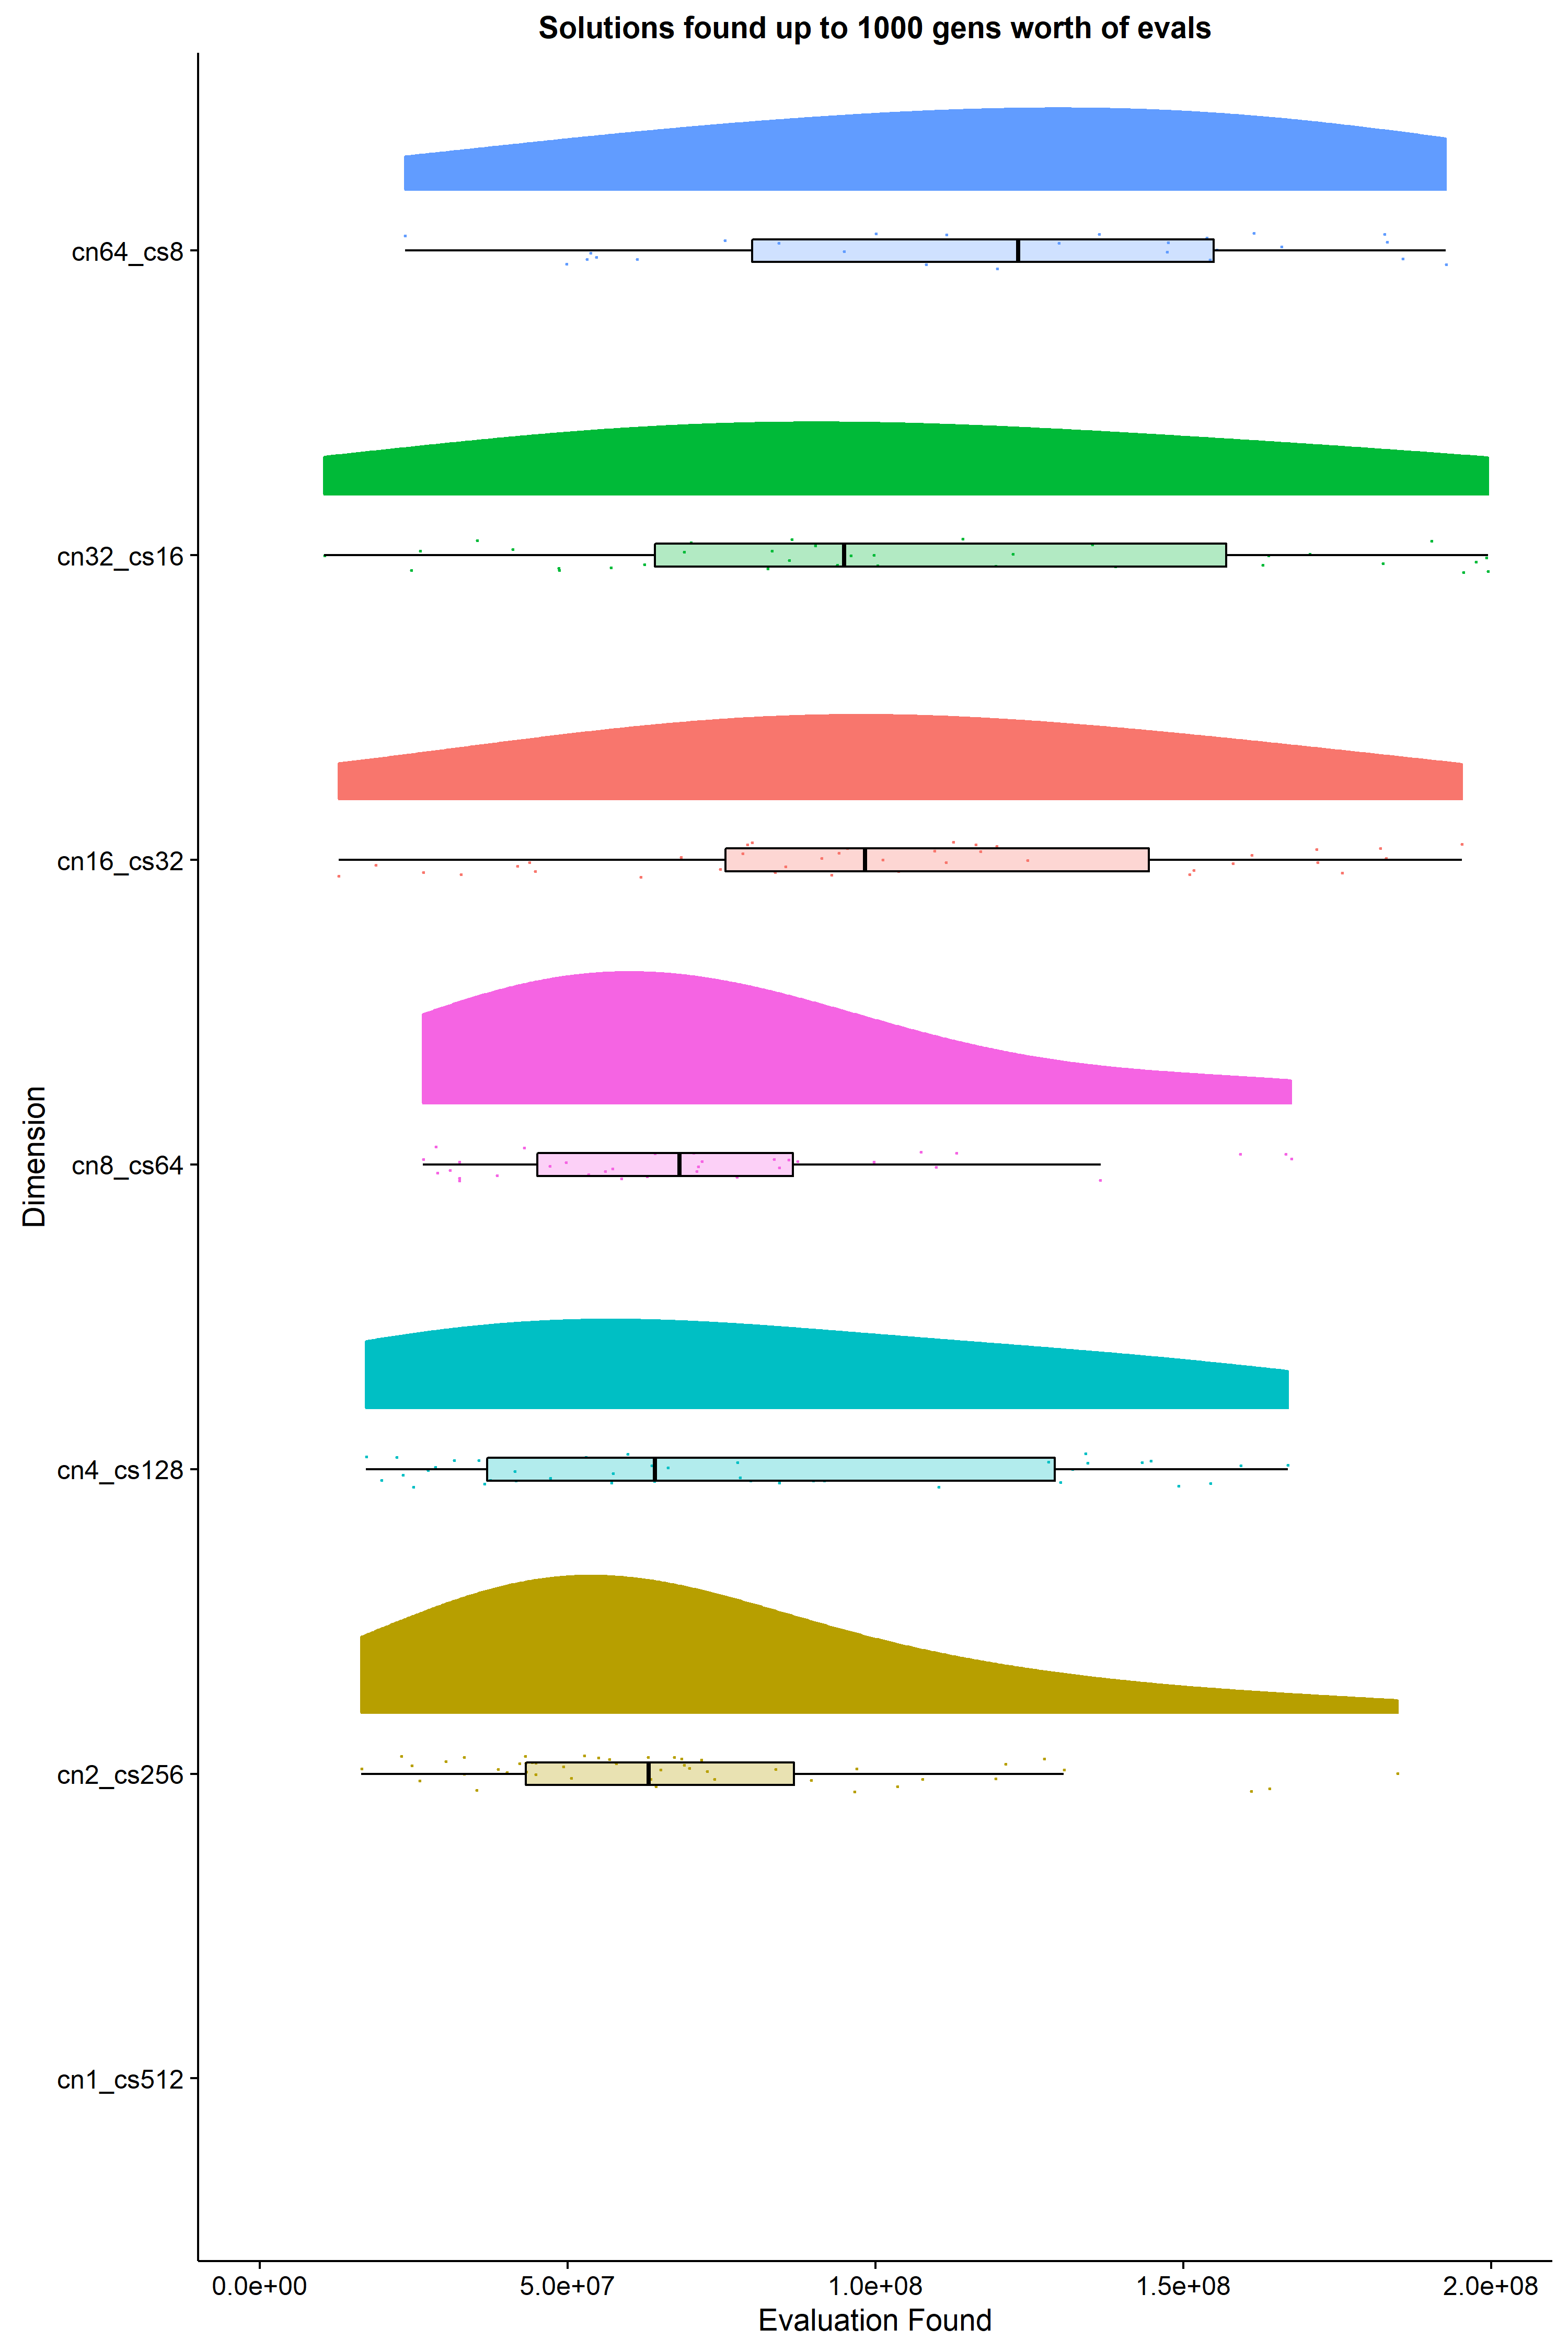 Solutions found up to 1000 gens worth of evals
cn64_cs8
cn32_cs16
cn16_cs32
cn8_cs64
Dimension
cn4_cs128
cn2_cs256
cn1_cs512
0.0e+00 5.0e+07 1.0e+08 1.5e+08 2.0e+08
Evaluation Found